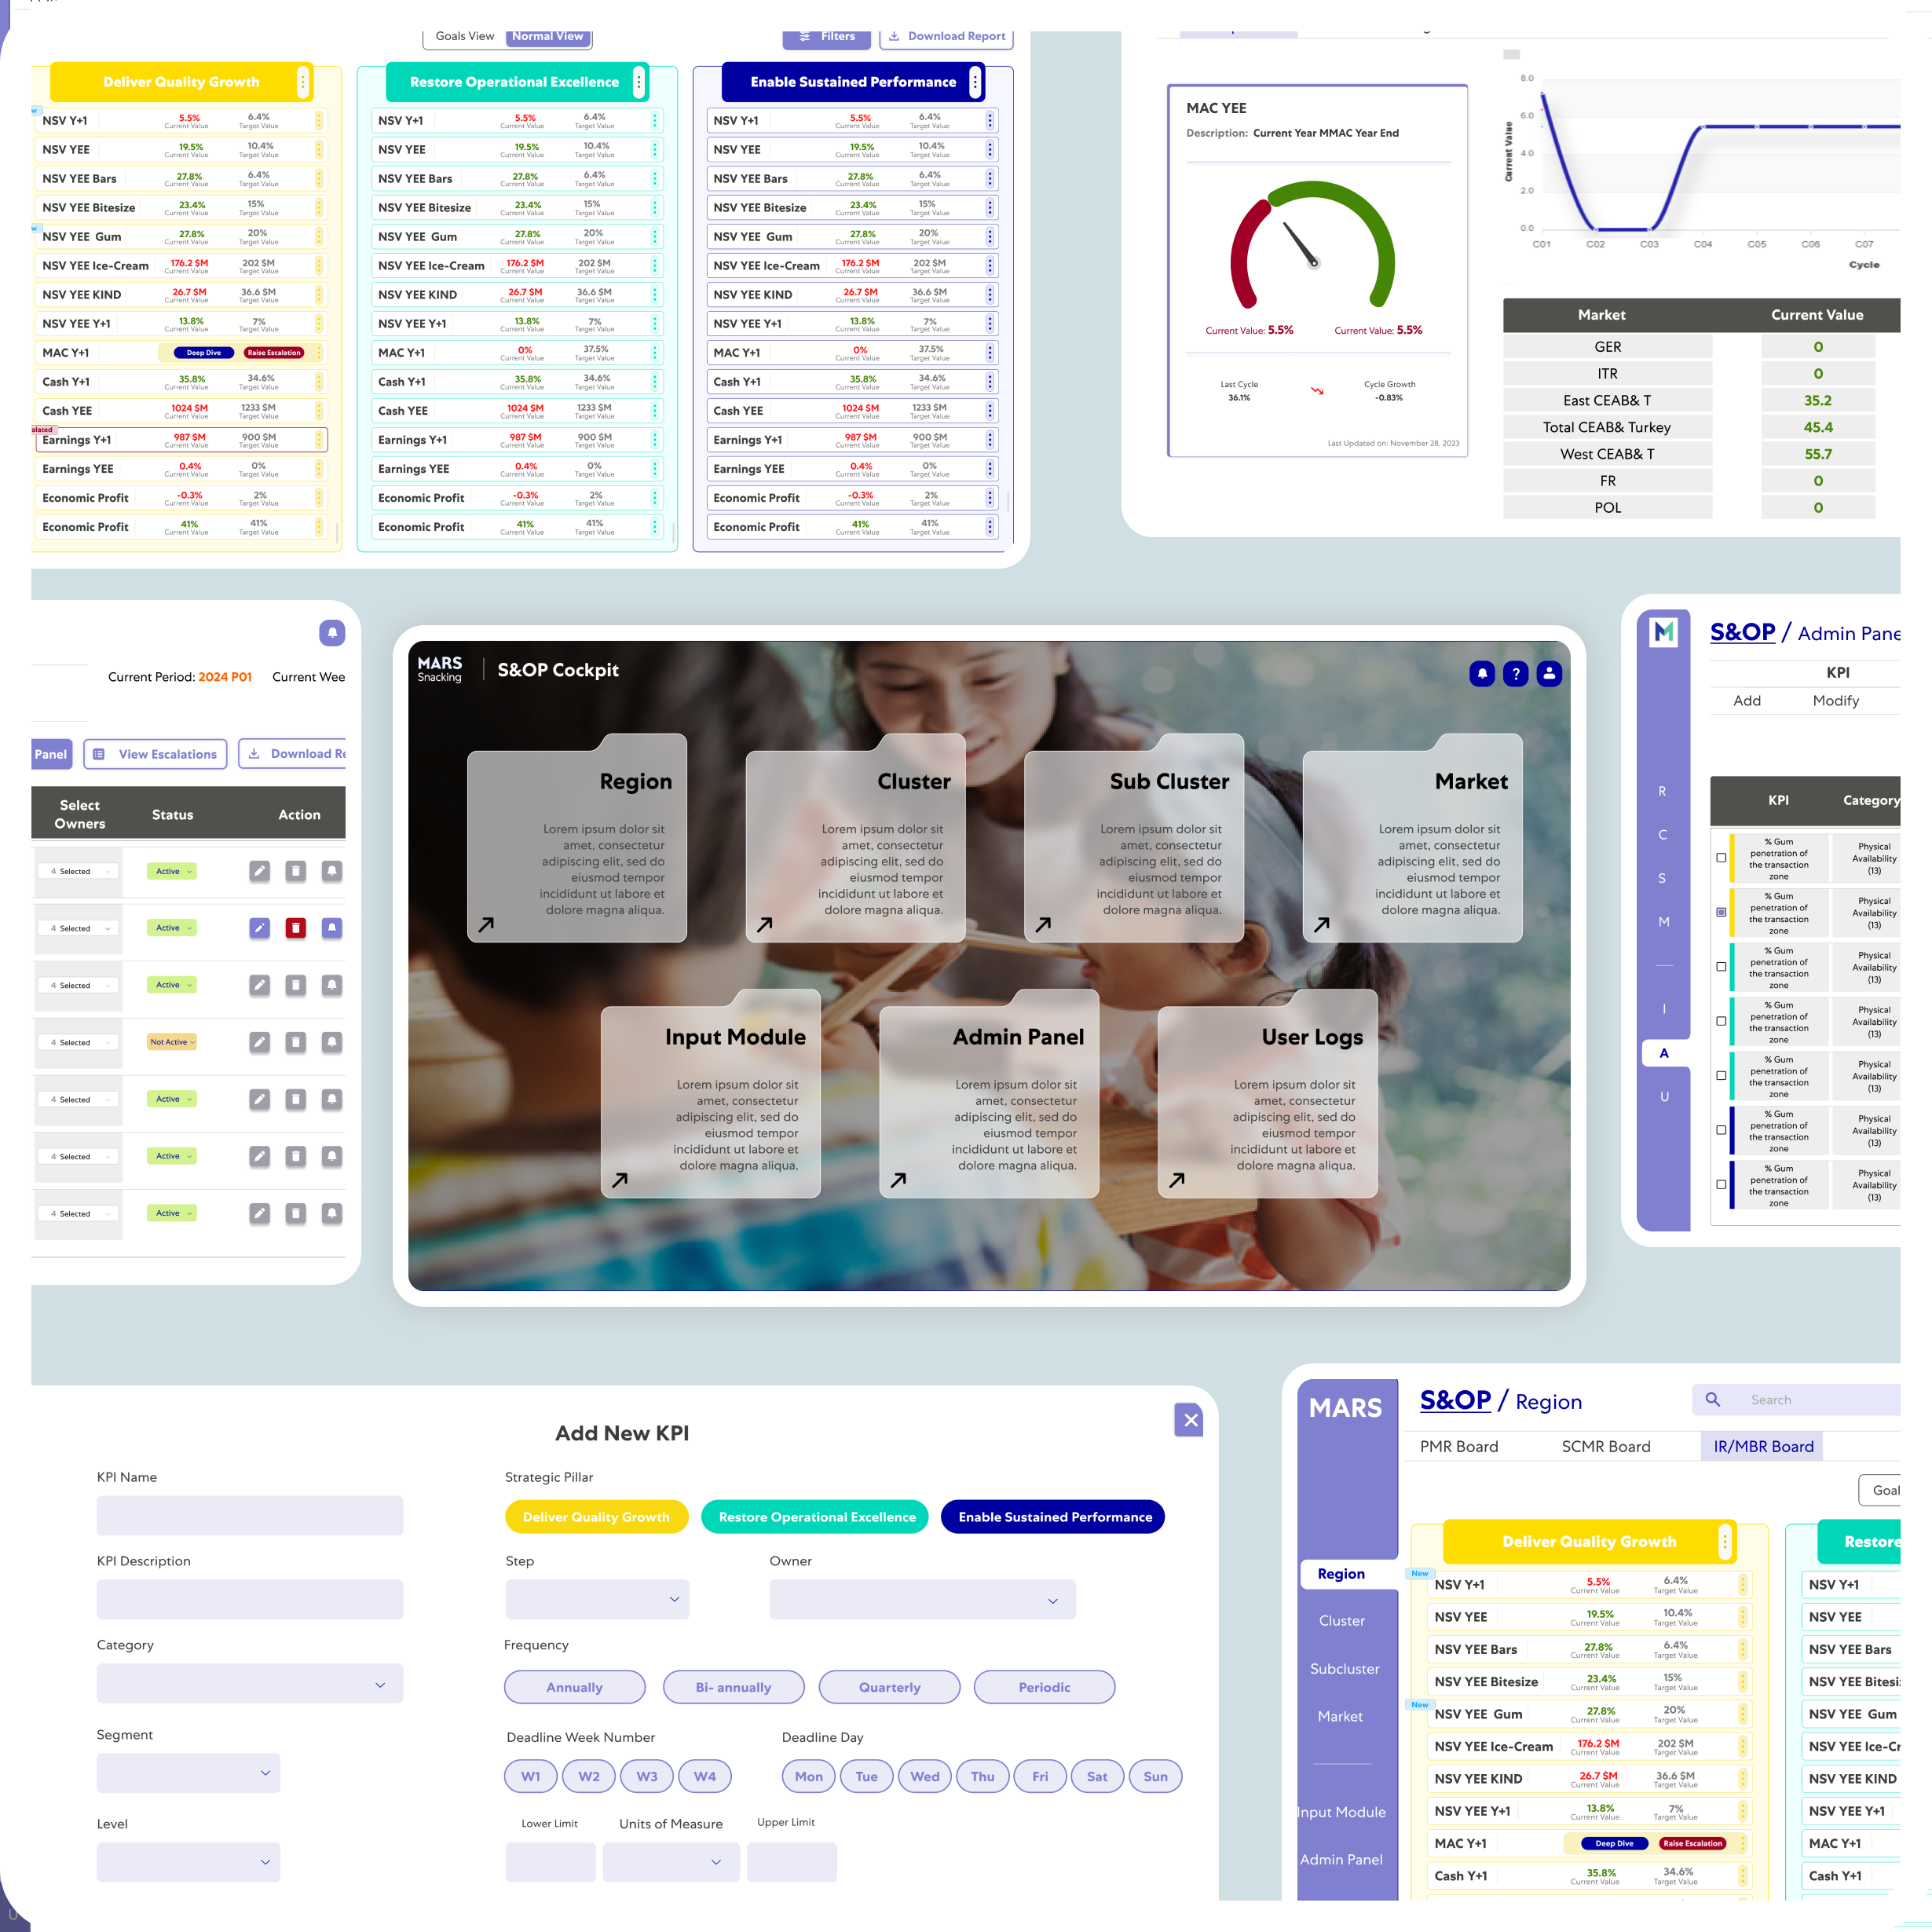 Goals View
Normal View
Filters
Download Report
Deliver Quality Growth
NSV Y+1
5.5%
Current Value
6.4%
Target Value
NSV YEE
19.5%
Current Value
10.4%
Target Value
NSV YEE Bars
27.8%
Current Value
6.4%
Target Value
NSV YEE Bitesize
23.4%
Current Value
15%
Target Value
NSV YEE Gum
27.8%
Current Value
20%
Target Value
NSV YEE Ice-Cream
176.2 $M
Current Value
202 $M
Target Value
NSV YEE KIND
26.7 $M
Current Value
36.6 $M
Target Value
NSV YEE Y+1
13.8%
Current Value
7%
Target Value
MAC Y+1
Deep Dive
Raise Escalation
Cash Y+1
35.8%
Current Value
34.6%
Target Value
Cash YEE
1024 $M
Current Value
1233 $M
Target Value
alated
Earnings Y+1
987 $M
Current Value
900 $M
Target Value
Earnings YEE
0.4%
Current Value
0%
Target Value
Economic Profit
-0.3%
Current Value
2%
Target Value
Economic Profit
41%
Current Value
41%
Target Value
Restore Operational Excellence
NSV Y+1
5.5%
Current Value
6.4%
Target Value
NSV YEE
19.5%
Current Value
10.4%
Target Value
NSV YEE Bars
27.8%
Current Value
6.4%
Target Value
NSV YEE Bitesize
23.4%
Current Value
15%
Target Value
NSV YEE Gum
27.8%
Current Value
20%
Target Value
NSV YEE Ice-Cream
176.2 $M
Current Value
202 $M
Target Value
NSV YEE KIND
26.7 $M
Current Value
36.6 $M
Target Value
NSV YEE Y+1
13.8%
Current Value
7%
Target Value
MAC Y+1
0%
Current Value
37.5%
Target Value
Cash Y+1
35.8%
Current Value
34.6%
Target Value
Cash YEE
1024 $M
Current Value
1233 $M
Target Value
Earnings Y+1
987 $M
Current Value
900 $M
Target Value
Earnings YEE
0.4%
Current Value
0%
Target Value
Economic Profit
-0.3%
Current Value
2%
Target Value
Economic Profit
41%
Current Value
41%
Target Value
Enable Sustained Performance
NSV Y+1
5.5%
Current Value
6.4%
Target Value
NSV YEE
19.5%
Current Value
10.4%
Target Value
NSV YEE Bars
27.8%
Current Value
6.4%
Target Value
NSV YEE Bitesize
23.4%
Current Value
15%
Target Value
NSV YEE Gum
27.8%
Current Value
20%
Target Value
NSV YEE Ice-Cream
176.2 $M
Current Value
202 $M
Target Value
NSV YEE KIND
26.7 $M
Current Value
36.6 $M
Target Value
NSV YEE Y+1
13.8%
Current Value
7%
Target Value
MAC Y+1
0%
Current Value
37.5%
Target Value
Cash Y+1
35.8%
Current Value
34.6%
Target Value
Cash YEE
1024 $M
Current Value
1233 $M
Target Value
Earnings Y+1
987 $M
Current Value
900 $M
Target Value
Earnings YEE
0.4%
Current Value
0%
Target Value
Economic Profit
-0.3%
Current Value
2%
Target Value
Economic Profit
41%
Current Value
41%
Target Value
MAC YEE
Description: Current Year MMAC Year End
Current Value: 5.5%
Current Value: 5.5%
Last Cycle
36.1%
Cycle Growth
-0.83%
Last Updated on: November 28, 2023
Current Value
8.0
6.0
4.0
2.0
0.0
C01 C02 C03 C04 C05 C06 C07
Cycle
Market Current Value
GER 0
ITR 0
East CEAB& T 35.2
Total CEAB& Turkey 45.4
West CEAB& T 55.7
FR 0
POL 0
Current Period: 2024 P01 Current Wee
Panel
View Escalations
Download Re
Select
Owners
Status
Action
4 Selected Active
4 Selected Active
4 Selected Active
4 Selected Not Active
4 Selected Active
4 Selected Active
4 Selected Active
MARS
Snacking
S&OP Cockpit
?
Region
Lorem ipsum dolor sit
amet, consectetur
adipiscing elit, sed do
eiusmod tempor
incididunt ut labore et
dolore magna aliqua.
Cluster
Lorem ipsum dolor sit
amet, consectetur
adipiscing elit, sed do
eiusmod tempor
incididunt ut labore et
dolore magna aliqua.
Sub Cluster
Lorem ipsum dolor sit
amet, consectetur
adipiscing elit, sed do
eiusmod tempor
incididunt ut labore et
dolore magna aliqua.
Market
Lorem ipsum dolor sit
amet, consectetur
adipiscing elit, sed do
eiusmod tempor
incididunt ut labore et
dolore magna aliqua.
Input Module
Lorem ipsum dolor sit
amet, consectetur
adipiscing elit, sed do
eiusmod tempor
incididunt ut labore et
dolore magna aliqua.
Admin Panel
Lorem ipsum dolor sit
amet, consectetur
adipiscing elit, sed do
eiusmod tempor
incididunt ut labore et
dolore magna aliqua.
User Logs
Lorem ipsum dolor sit
amet, consectetur
adipiscing elit, sed do
eiusmod tempor
incididunt ut labore et
dolore magna aliqua.
M
R
C
S
M
I
A
U
S&OP / Admin Pane
KPI
Add Modify
KPI Category
% Gum
penetration of
the transaction
zone
Physical
Availability
(13)
% Gum
penetration of
the transaction
zone
Physical
Availability
(13)
% Gum
penetration of
the transaction
zone
Physical
Availability
(13)
% Gum
penetration of
the transaction
zone
Physical
Availability
(13)
% Gum
penetration of
the transaction
zone
Physical
Availability
(13)
% Gum
penetration of
the transaction
zone
Physical
Availability
(13)
% Gum
penetration of
the transaction
zone
Physical
Availability
(13)
Add New KPI
KPI Name
KPI Description
Category
Segment
Level
Strategic Pillar
Deliver Quality Growth
Restore Operational Excellence
Enable Sustained Performance
Step
Owner
Frequency
Annually
Bi- annually
Quarterly
Periodic
Deadline Week Number
W1 W2 W3 W4
Deadline Day
Mon Tue Wed Thu Fri Sat Sun
Lower Limit
Units of Measure
Upper Limit
MARS
Region
Cluster
Subcluster
Market
Input Module
Admin Panel
S&OP / Region
Search
PMR Board
SCMR Board
IR/MBR Board
Goal
Deliver Quality Growth
New
NSV Y+1
5.5%
Current Value
6.4%
Target Value
NSV YEE
19.5%
Current Value
10.4%
Target Value
NSV YEE Bars
27.8%
Current Value
6.4%
Target Value
NSV YEE Bitesize
23.4%
Current Value
15%
Target Value
New
NSV YEE Gum
27.8%
Current Value
20%
Target Value
NSV YEE Ice-Cream
176.2 $M
Current Value
202 $M
Target Value
NSV YEE KIND
26.7 $M
Current Value
36.6 $M
Target Value
NSV YEE Y+1
13.8%
Current Value
7%
Target Value
MAC Y+1
Deep Dive
Raise Escalation
Cash Y+1
35.8%
Current Value
34.6%
Target Value
Restore
NSV Y+1
NSV YEE
NSV YEE Bars
NSV YEE Bitesi
NSV YEE Gum
NSV YEE Ice-Cr
NSV YEE KIND
NSV YEE Y+1
MAC Y+1
Cash Y+1